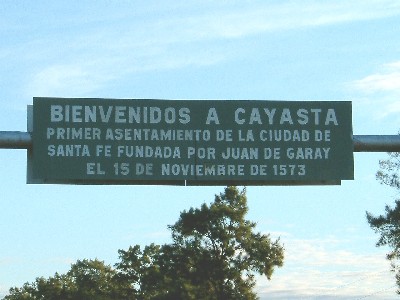 BIENVENIDOS A CAYASTA
PRIMER ASENTAMIENTO DE LA CIUDAD DE
SANTA FE FUNDADA POR JUAN DE GARAY
EL 15 DE NOVIEMBRE DE 1573